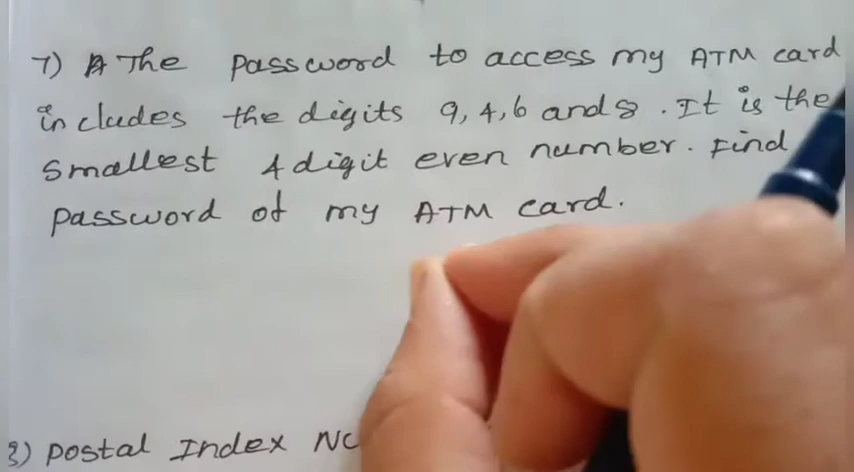 7) A The password to access my ATM card
includes the digits 9, 4, 6 and 8. It is the
smallest 4 digit even number. Find
password of my ATM card.
3) Postal Index